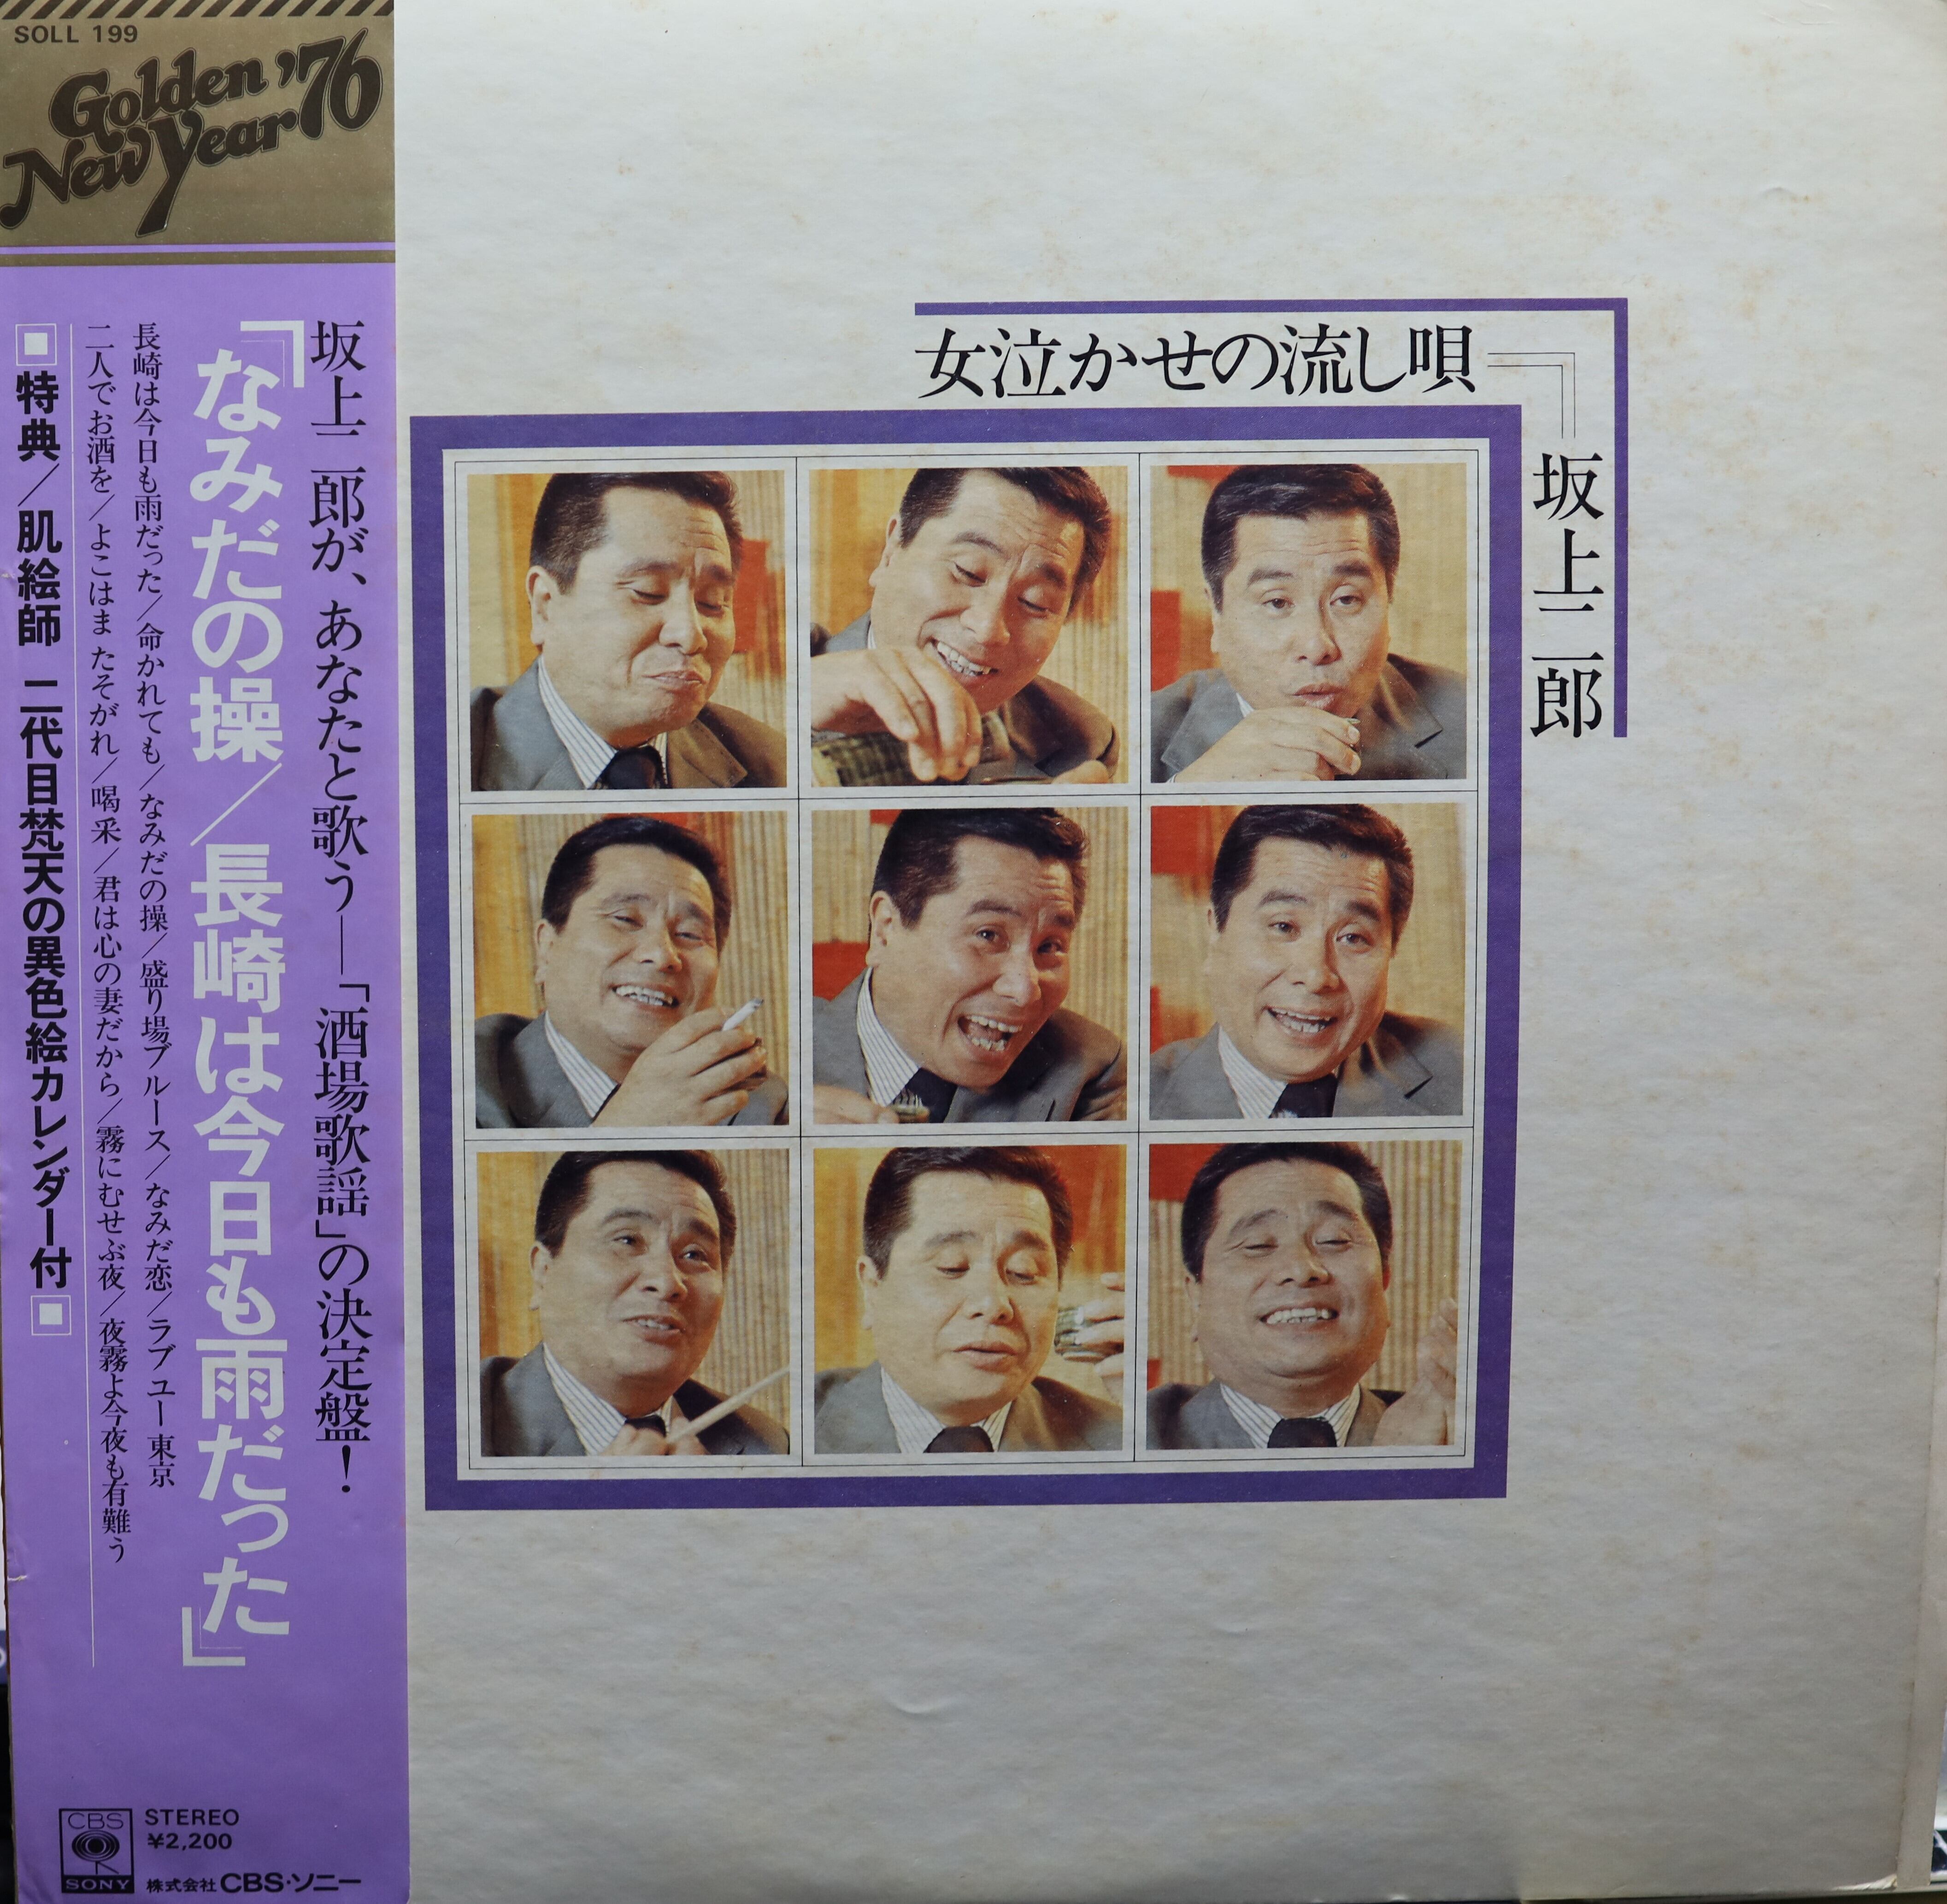 SOLL 199
Golden '76
New Year
坂上二郎が、あなたと歌う―「酒場歌謡」の決定盤！
『なみだの操／長崎は今日も雨だった』
長崎は今日も雨だった／命かれても／なみだの操／盛り場ブルース／なみだ恋／ラブユー東京
二人でお酒を／よこはまたそがれ／喝采／君は心の妻だから／霧にむせぶ夜／夜霧よ今夜も有難う
特典／肌絵師 二代目梵天の異色絵カレンダー付
CBS
SONY
STEREO
¥2,200
株式会社CBS・ソニー
女泣かせの流し唄
坂上二郎